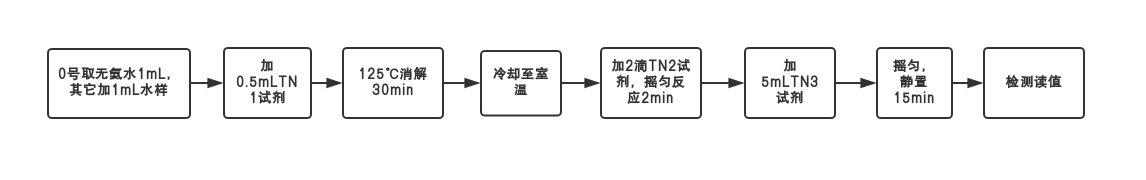 0号取无氨水1mL,
其它加1mL水样
加
0.5mLTN
1试剂
125℃消解
30min
冷却至室
温
加2滴TN2试
剂，摇匀反
应2min
加
5mLTN3
试剂
摇匀，
静置
15min
检测读值